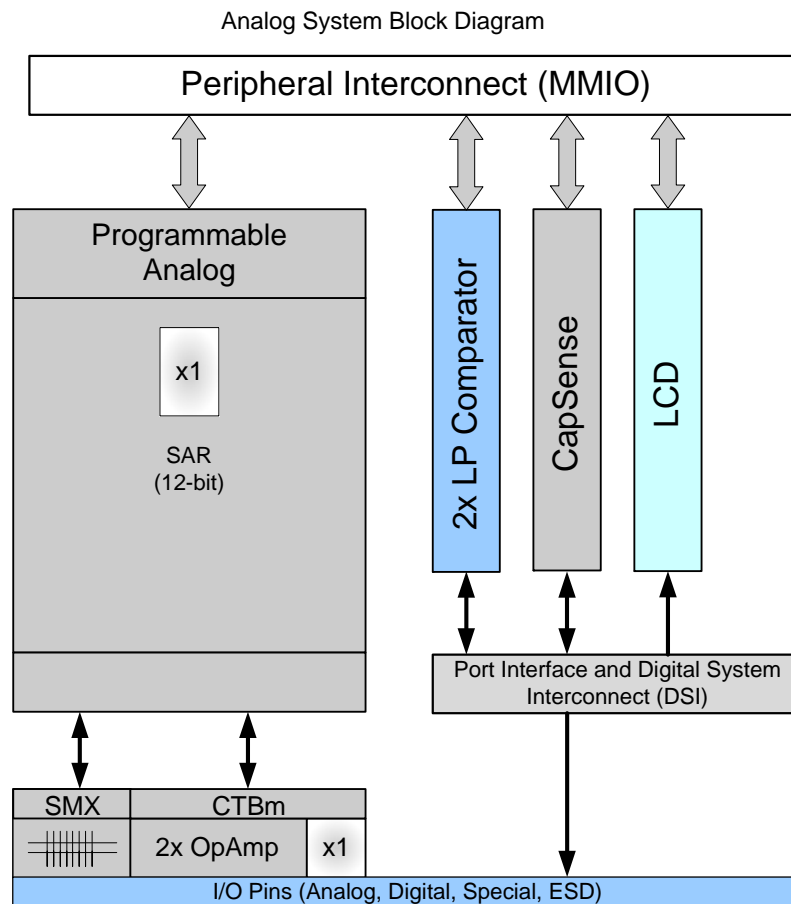 Analog System Block Diagram
Peripheral Interconnect (MMIO)
Programmable
Analog
x1
SAR
(12-bit)
2x LP Comparator
CapSense
LCD
Port Interface and Digital System
Interconnect (DSI)
SMX
CTBm
2x OpAmp
x1
I/O Pins (Analog, Digital, Special, ESD)